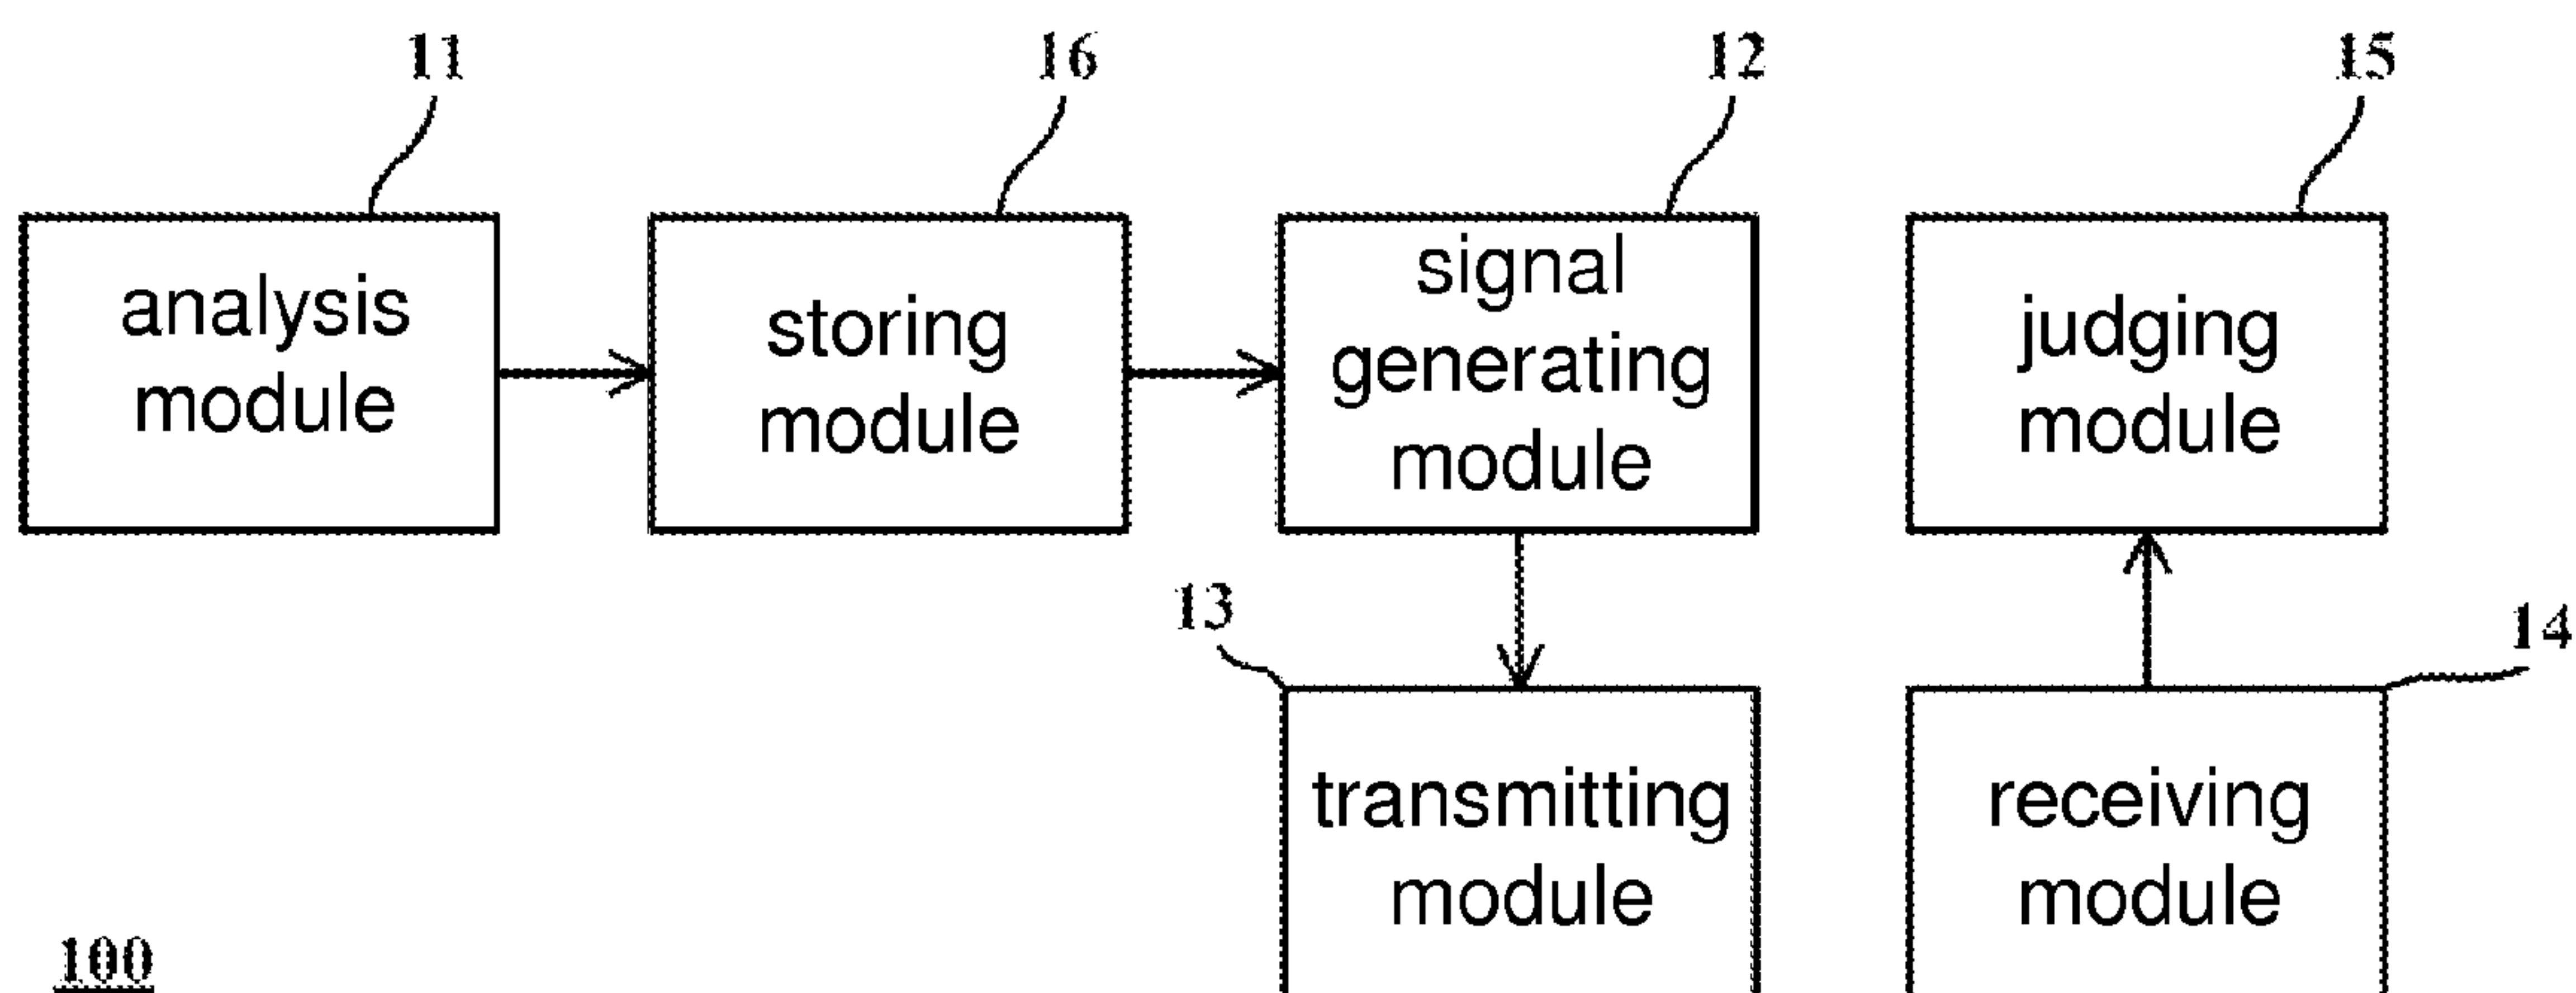 11
16
12
15
analysis
module
storing
module
signal
generating
module
judging
module
13
14
transmitting
module
receiving
module
100